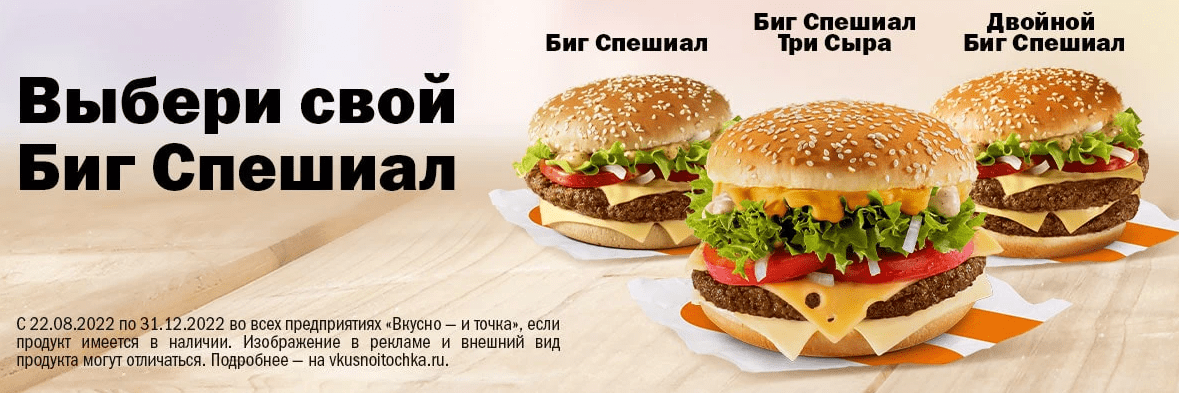 Биг Спешиал
Биг Спешиал
Три Сыра
Двойной
Биг Спешиал
Выбери свой
Биг Спешиал
С 22.08.2022 по 31.12.2022 во всех предприятиях «Вкусно — и точка», если
продукт имеется в наличии. Изображение в рекламе и внешний вид
продукта могут отличаться. Подробнее — на vkusnoitochka.ru.